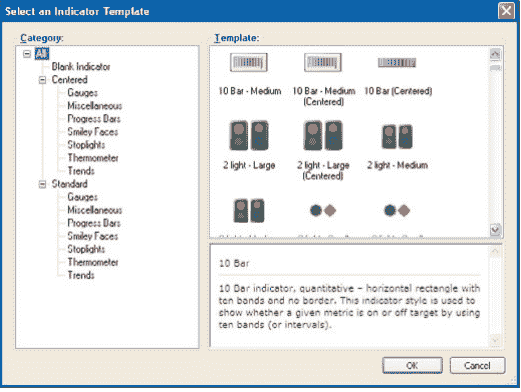 Select an Indicator Template
Category:
All
Blank Indicator
Centered
Gauges
Miscellaneous
Progress Bars
Smiley Faces
Stoplights
Thermometer
Trends
Standard
Gauges
Miscellaneous
Progress Bars
Smiley Faces
Stoplights
Thermometer
Trends
Template:
10 Bar - Medium
10 Bar - Medium (Centered)
10 Bar (Centered)
2 light - Large
2 light - Large (Centered)
2 light - Medium
10 Bar
10 Bar indicator, quantitative – horizontal rectangle with
ten bands and no border. This indicator style is used to
show whether a given metric is on or off target by using
ten bands (or intervals).
OK
Cancel